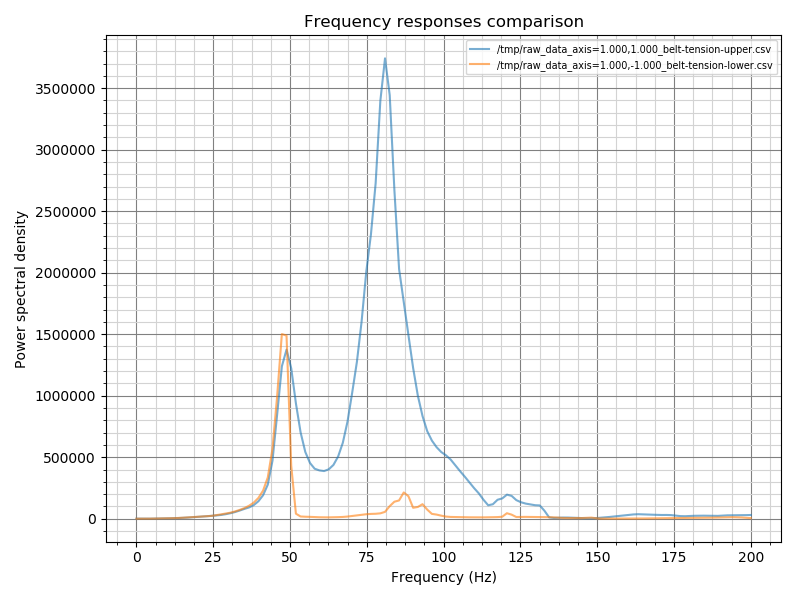 Frequency responses comparison
/tmp/raw_data_axis=1.000,1.000_belt-tension-upper.csv
/tmp/raw_data_axis=1.000,-1.000_belt-tension-lower.csv
Power spectral density
3500000
3000000
2500000
2000000
1500000
1000000
500000
0
0 25 50 75 100 125 150 175 200
Frequency (Hz)